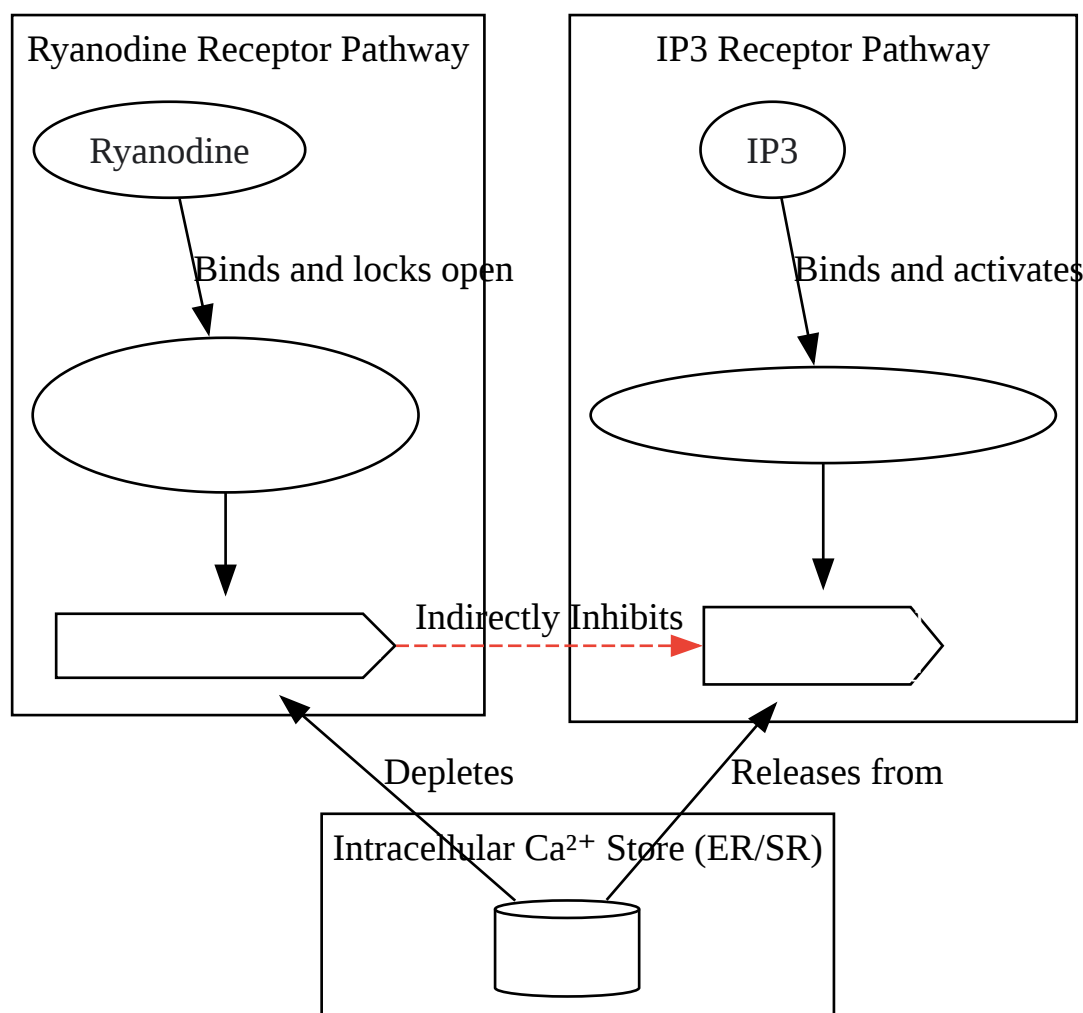 Ryanodine Receptor Pathway
IP3 Receptor Pathway
Ryanodine
IP3
Binds and locks open
Binds and activates
Indirectly Inhibits
Depletes
Releases from
Intracellular Ca²⁺ Store (ER/SR)